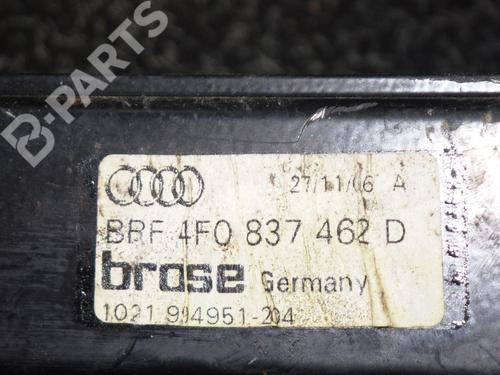 B-PARTS
27/11/06 A
BRF 4F0 837 462 D
brose Germany
1021 994951-204